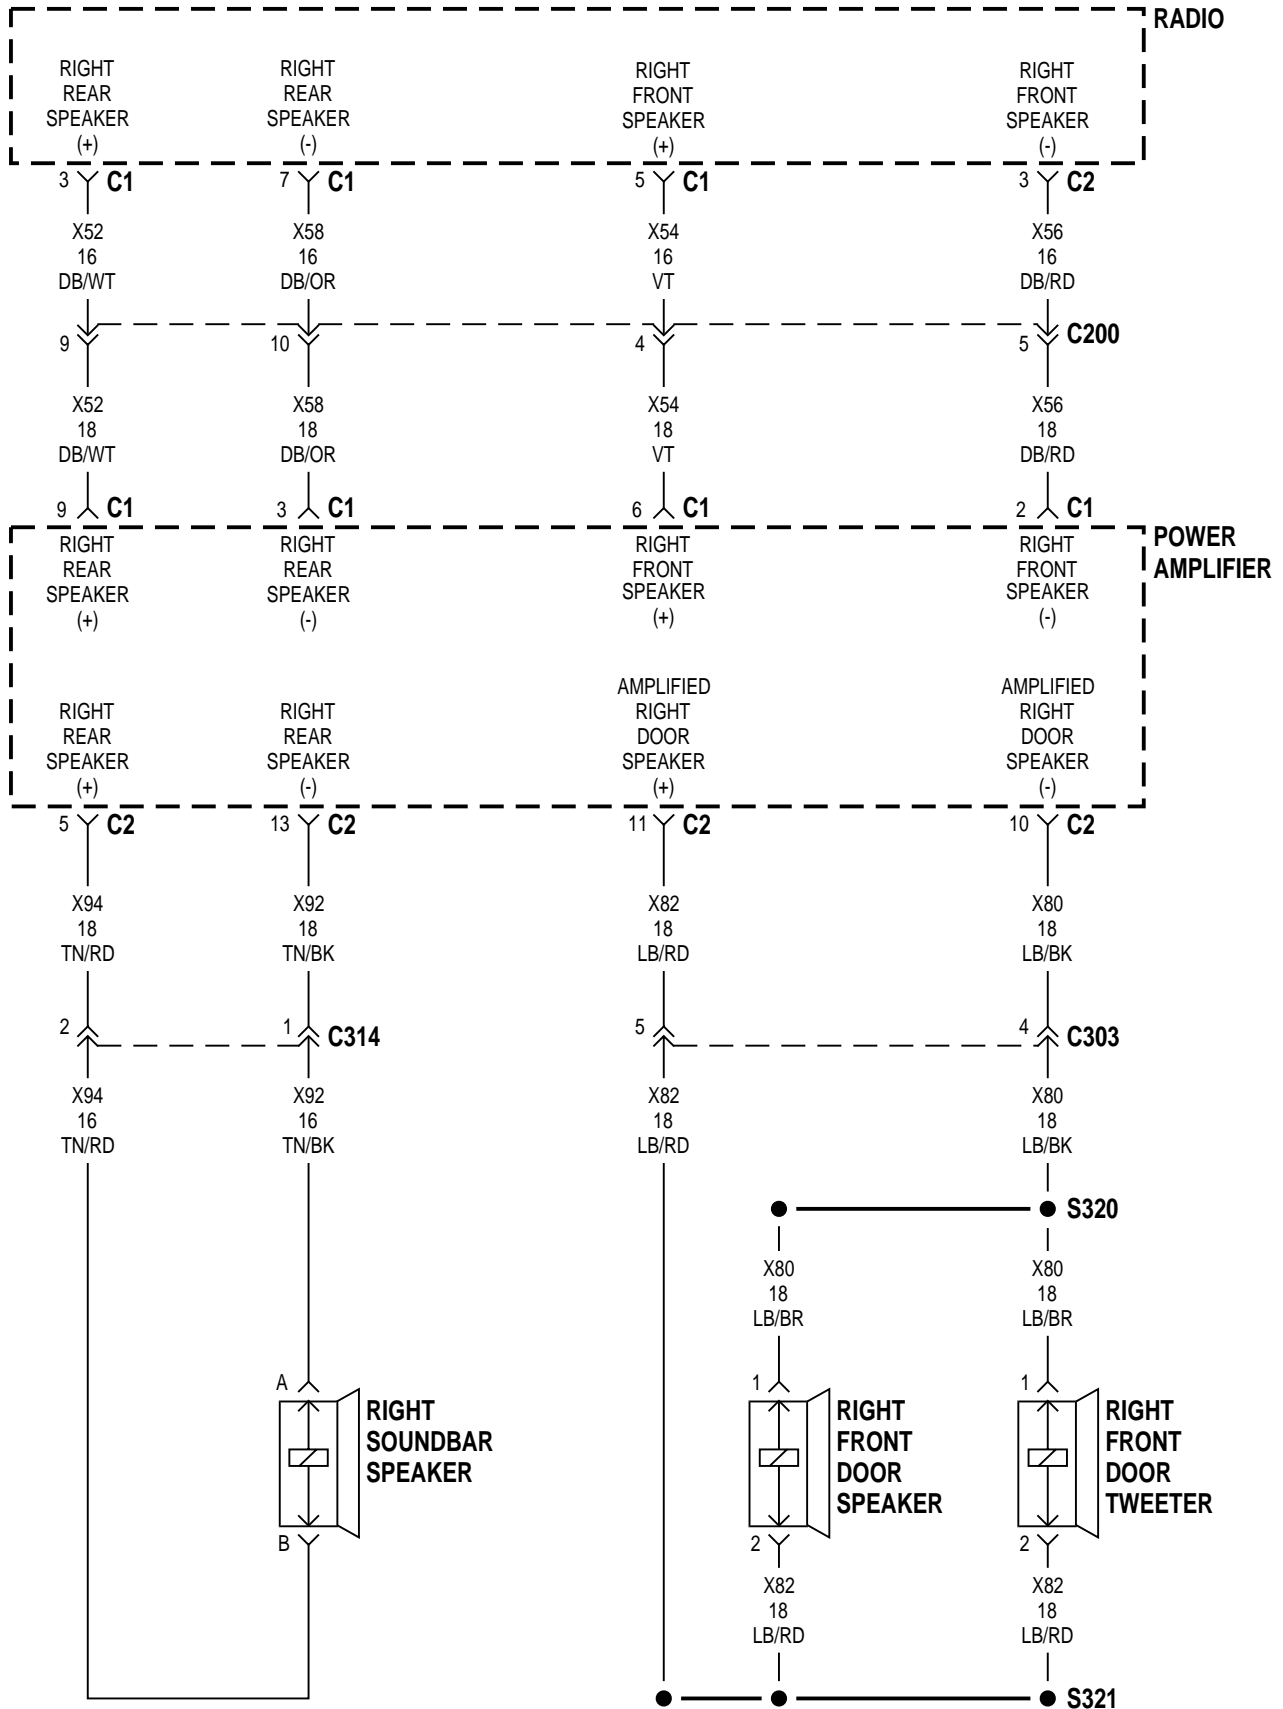 RADIO
RIGHT RIGHT RIGHT RIGHT
REAR REAR FRONT FRONT
SPEAKER SPEAKER SPEAKER SPEAKER
(+) (-) (+) (-)
3 C1 7 C1 5 C1 3 C2
X52 X58 X54 X56
16 16 16 16
DB/WT DB/OR VT DB/RD
9 10 4 5 C200
X52 X58 X54 X56
18 18 18 18
DB/WT DB/OR VT DB/RD
9 C1 3 C1 6 C1 2 C1
POWER
AMPLIFIER
RIGHT RIGHT RIGHT RIGHT
REAR REAR FRONT FRONT
SPEAKER SPEAKER SPEAKER SPEAKER
(+) (-) (+) (-)
AMPLIFIED AMPLIFIED
RIGHT RIGHT RIGHT RIGHT
REAR REAR DOOR DOOR
SPEAKER SPEAKER SPEAKER SPEAKER
(+) (-) (+) (-)
5 C2 13 C2 11 C2 10 C2
X94 X92 X82 X80
18 18 18 18
TN/RD TN/BK LB/RD LB/BK
2 1 C314 5 4 C303
X94 X92 X82 X80
16 16 18 18
TN/RD TN/BK LB/RD LB/BK
S320
X80 X80
18 18
LB/BR LB/BR
A 1 1
RIGHT
SOUNDBAR
SPEAKER
RIGHT
FRONT
DOOR
SPEAKER
RIGHT
FRONT
DOOR
TWEETER
B 2 2
X82 X82
18 18
LB/RD LB/RD
S321